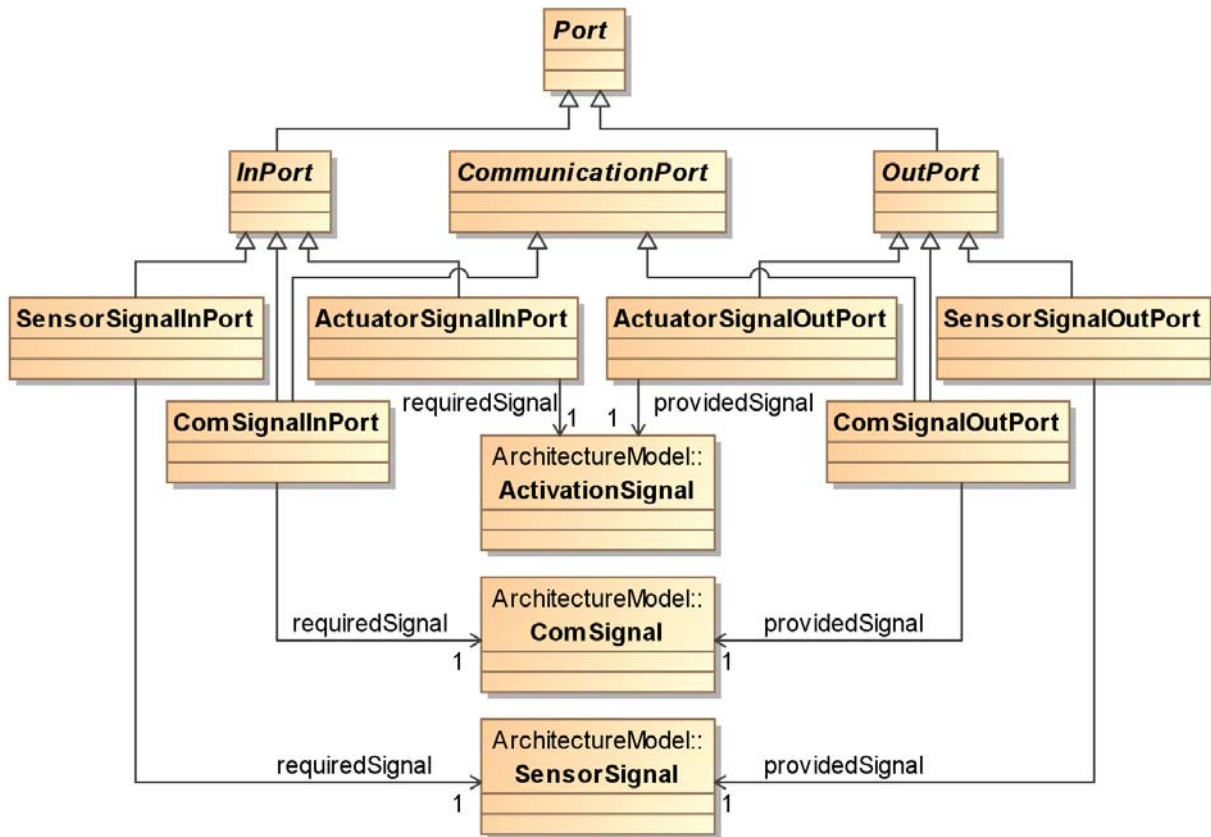 Port
InPort
CommunicationPort
OutPort
SensorSignalInPort
ActuatorSignalInPort
ActuatorSignalOutPort
SensorSignalOutPort
requiredSignal
1
1
providedSignal
ComSignalInPort
ComSignalOutPort
ArchitectureModel::
ActivationSignal
ArchitectureModel::
ComSignal
requiredSignal
1
providedSignal
1
ArchitectureModel::
SensorSignal
requiredSignal
1
providedSignal
1